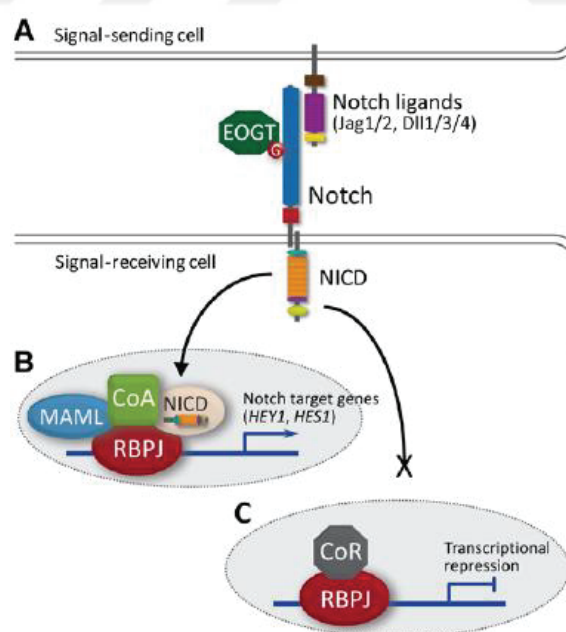 A
Signal-sending cell
Notch ligands
(Jag1/2, Dll1/3/4)
EOGT
G
Notch
Signal-receiving cell
NICD
B
CoA
NICD
MAML
RBPJ
Notch target genes
(HEY1, HES1)
C
CoR
RBPJ
Transcriptional
repression